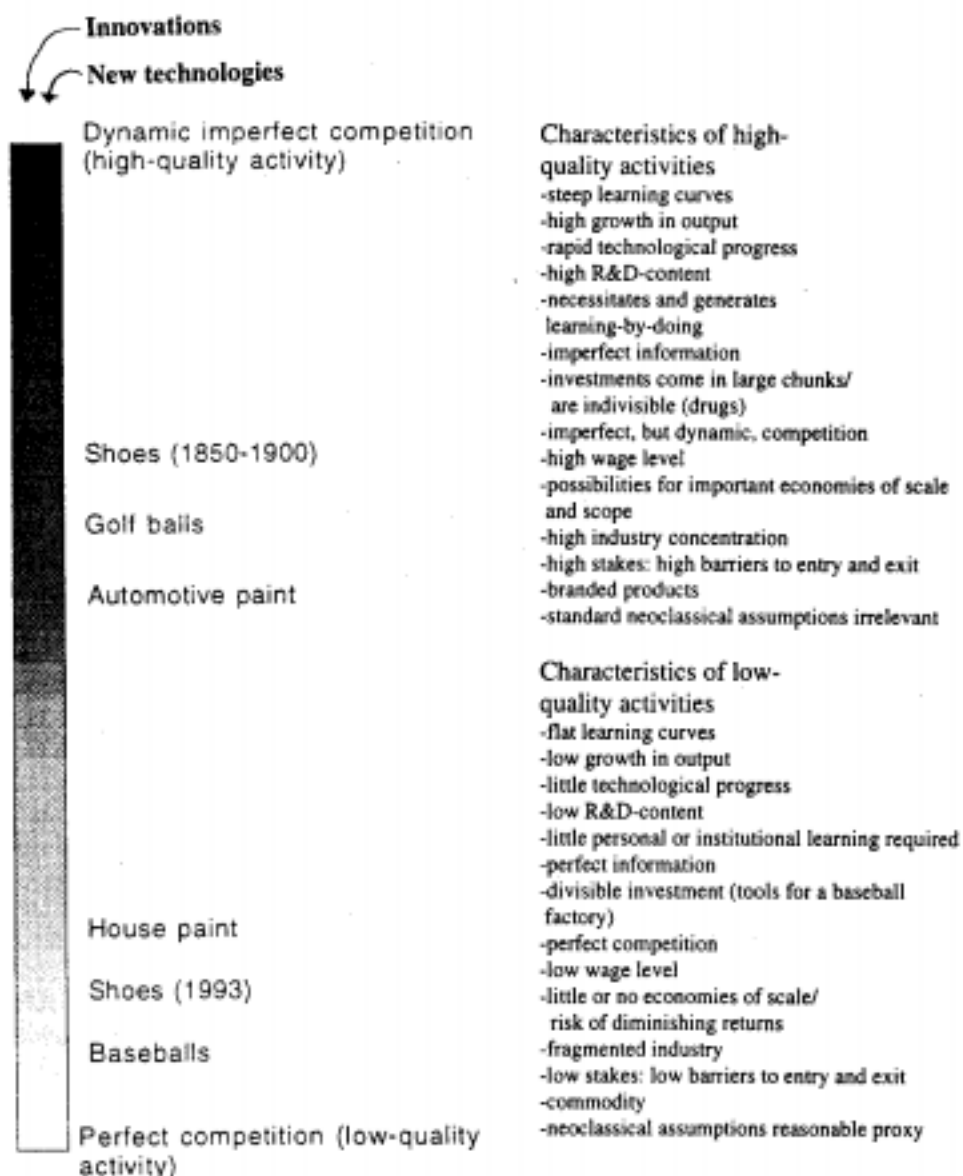 Innovations
New technologies
Dynamic imperfect competition
(high-quality activity)
Shoes (1850-1900)
Golf balls
Automotive paint
House paint
Shoes (1993)
Baseballs
Perfect competition (low-quality
activity)
Characteristics of high-
quality activities
-steep learning curves
-high growth in output
-rapid technological progress
-high R&D-content
-necessitates and generates
learning-by-doing
-imperfect information
-investments come in large chunks/
are indivisible (drugs)
-imperfect, but dynamic, competition
-high wage level
-possibilities for important economies of scale
and scope
-high industry concentration
-high stakes: high barriers to entry and exit
-branded products
-standard neoclassical assumptions irrelevant
Characteristics of low-
quality activities
-flat learning curves
-low growth in output
-little technological progress
-low R&D-content
-little personal or institutional learning required
-perfect information
-divisible investment (tools for a baseball
factory)
-perfect competition
-low wage level
-little or no economies of scale/
risk of diminishing returns
-fragmented industry
-low stakes: low barriers to entry and exit
-commodity
-neoclassical assumptions reasonable proxy